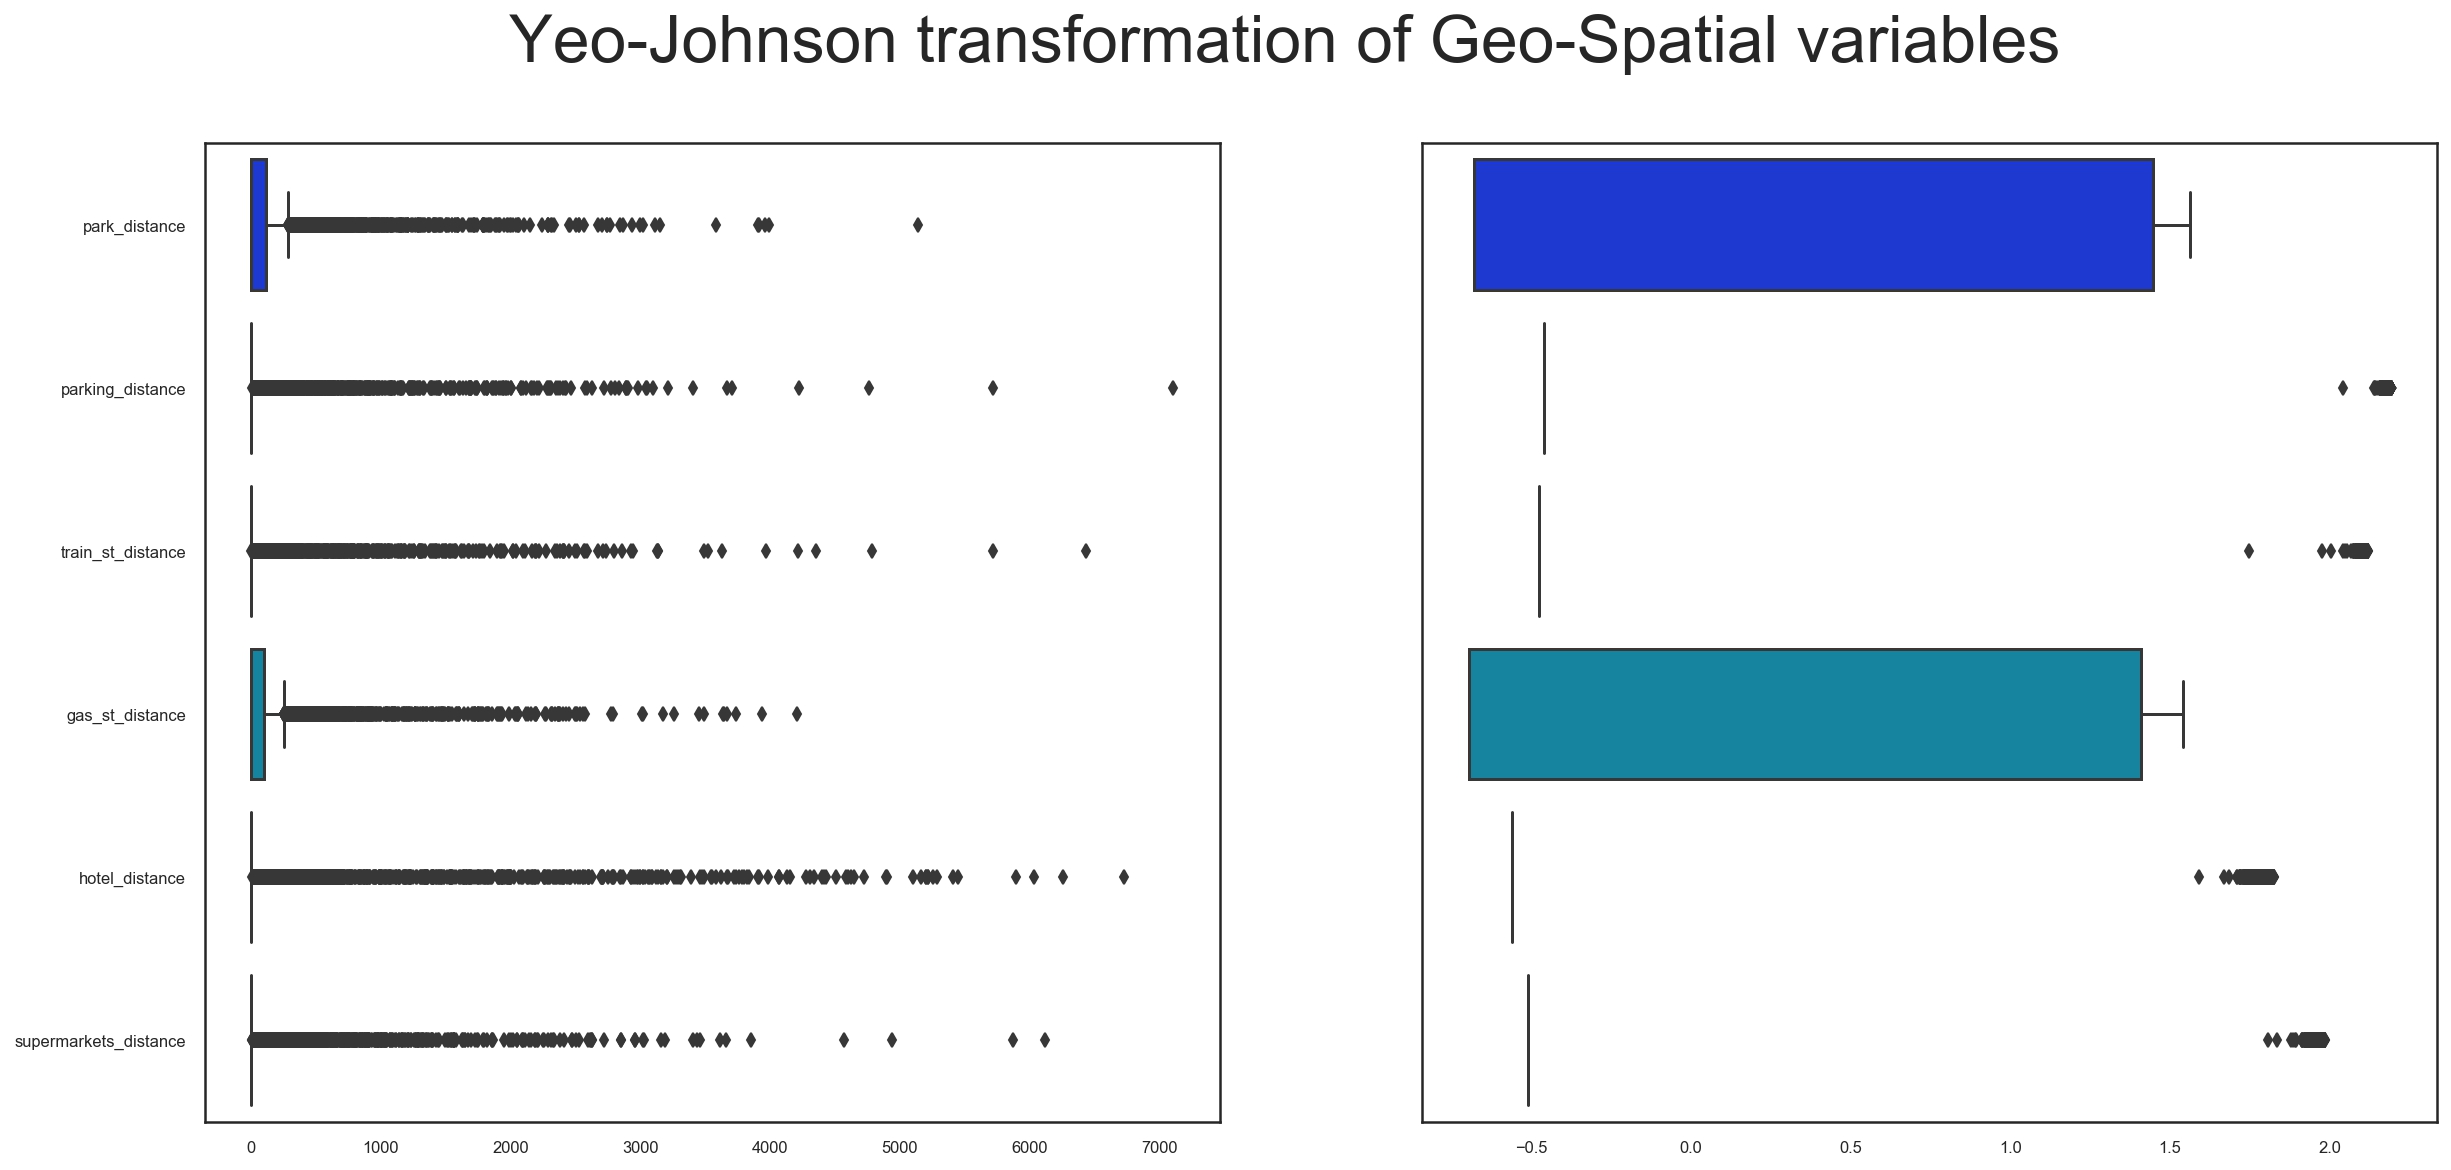 Yeo-Johnson transformation of Geo-Spatial variables
park_distance
parking_distance
train_st_distance
gas_st_distance
hotel_distance
supermarkets_distance
0 1000 2000 3000 4000 5000 6000 7000
−0.5 0.0 0.5 1.0 1.5 2.0